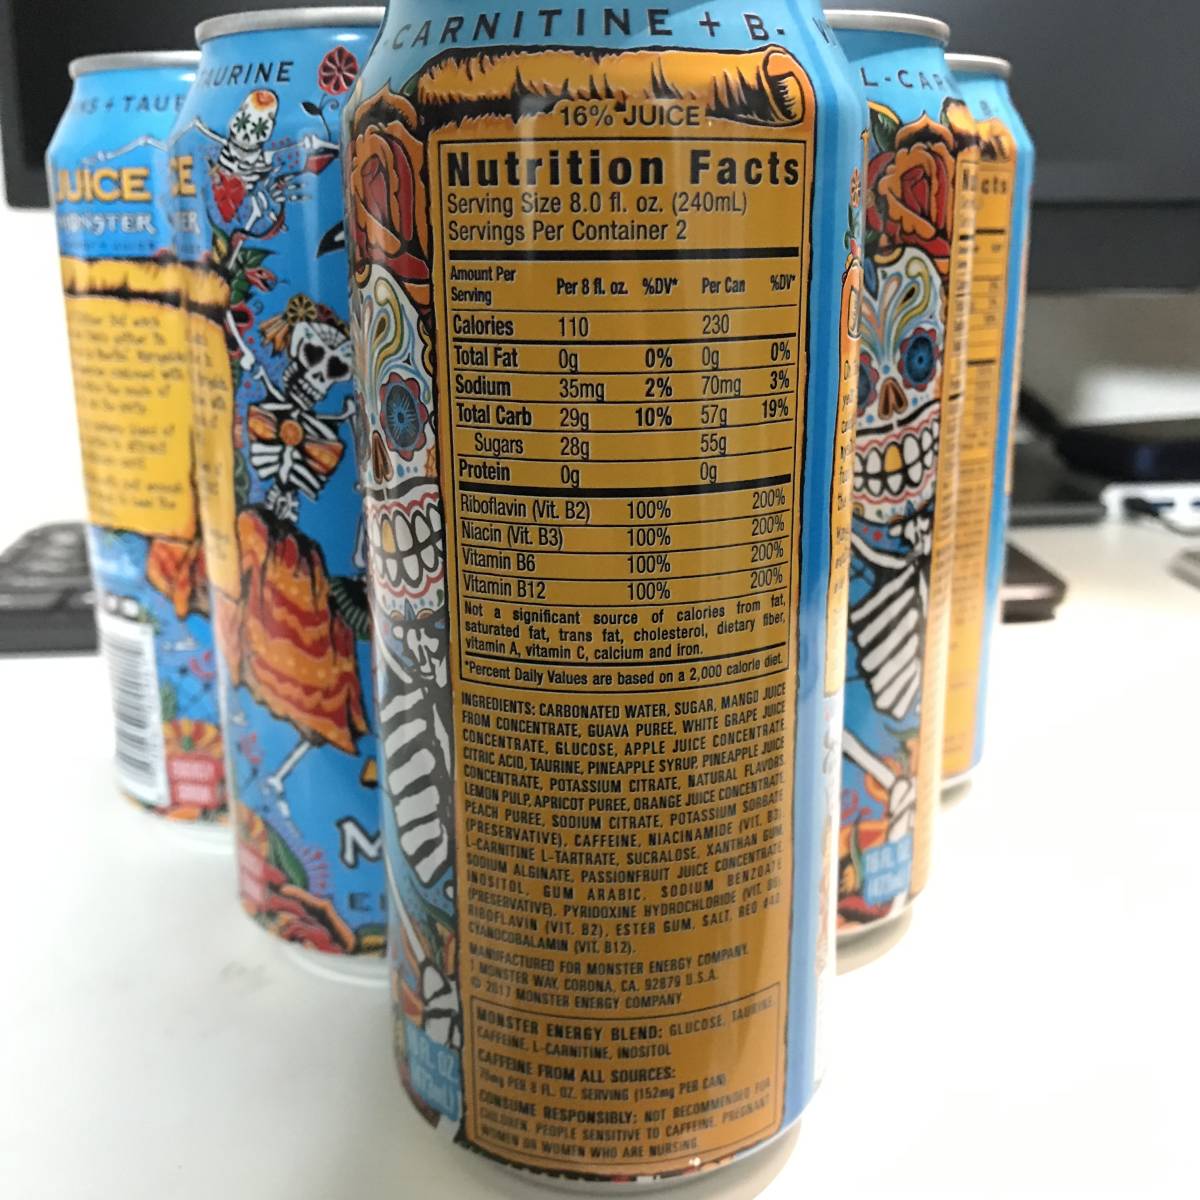 CARNITINE + B-
TAURINE
L-CAR
NS + TAUR
JUICE
MONSTER
16% JUICE
Nutrition Facts
Serving Size 8.0 fl. oz. (240mL)
Servings Per Container 2
Amount Per Serving Per 8 fl. oz. %DV* Per Can %DV*
Calories 110 230
Total Fat 0g 0% 0g 0%
Sodium 35mg 2% 70mg 3%
Total Carb 29g 10% 57g 19%
Sugars 28g 55g
Protein 0g 0g
Riboflavin (Vit. B2) 100% 200%
Niacin (Vit. B3) 100% 200%
Vitamin B6 100% 200%
Vitamin B12 100% 200%
Not a significant source of calories from fat,
saturated fat, trans fat, cholesterol, dietary fiber,
vitamin A, vitamin C, calcium and iron.
*Percent Daily Values are based on a 2,000 calorie diet.
INGREDIENTS: CARBONATED WATER, SUGAR, MANGO JUICE
FROM CONCENTRATE, GUAVA PUREE, WHITE GRAPE JUICE
CONCENTRATE, GLUCOSE, APPLE JUICE CONCENTRATE
CITRIC ACID, TAURINE, PINEAPPLE SYRUP, PINEAPPLE JUICE
CONCENTRATE, POTASSIUM CITRATE, NATURAL FLAVORS
LEMON PULP, APRICOT PUREE, ORANGE JUICE CONCENTRATE
PEACH PUREE, SODIUM CITRATE, POTASSIUM SORBATE
(PRESERVATIVE), CAFFEINE, NIACINAMIDE (VIT. B3)
L-CARNITINE L-TARTRATE, SUCRALOSE, XANTHAN GUM
SODIUM ALGINATE, PASSIONFRUIT JUICE CONCENTRATE
INOSITOL, GUM ARABIC, SODIUM BENZOATE
(PRESERVATIVE), PYRIDOXINE HYDROCHLORIDE (VIT. B6)
RIBOFLAVIN (VIT. B2), ESTER GUM, SALT, RED #40
CYANOCOBALAMIN (VIT. B12).
MANUFACTURED FOR MONSTER ENERGY COMPANY
1 MONSTER WAY, CORONA, CA. 92879 U.S.A.
© 2017 MONSTER ENERGY COMPANY
MONSTER ENERGY BLEND: GLUCOSE, TAURINE,
CAFFEINE, L-CARNITINE, INOSITOL
CAFFEINE FROM ALL SOURCES:
76mg PER 8 FL. OZ. SERVING (152mg PER CAN)
CONSUME RESPONSIBLY: NOT RECOMMENDED FOR
CHILDREN, PEOPLE SENSITIVE TO CAFFEINE, PREGNANT
WOMEN OR WOMEN WHO ARE NURSING.